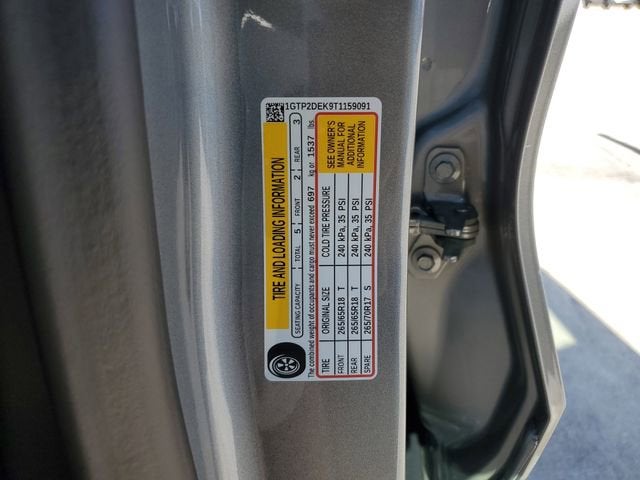 1GTP2DEK9T1159091
TIRE AND LOADING INFORMATION
SEATING CAPACITY TOTAL 5 FRONT 2 REAR 3
The combined weight of occupants and cargo must never exceed 697 kg or 1537 lbs.
TIRE ORIGINAL SIZE COLD TIRE PRESSURE
FRONT 265/65R18 T 240 kPa, 35 PSI
REAR 265/65R18 T 240 kPa, 35 PSI
SPARE 265/70R17 S 240 kPa, 35 PSI
SEE OWNER'S
MANUAL FOR
ADDITIONAL
INFORMATION